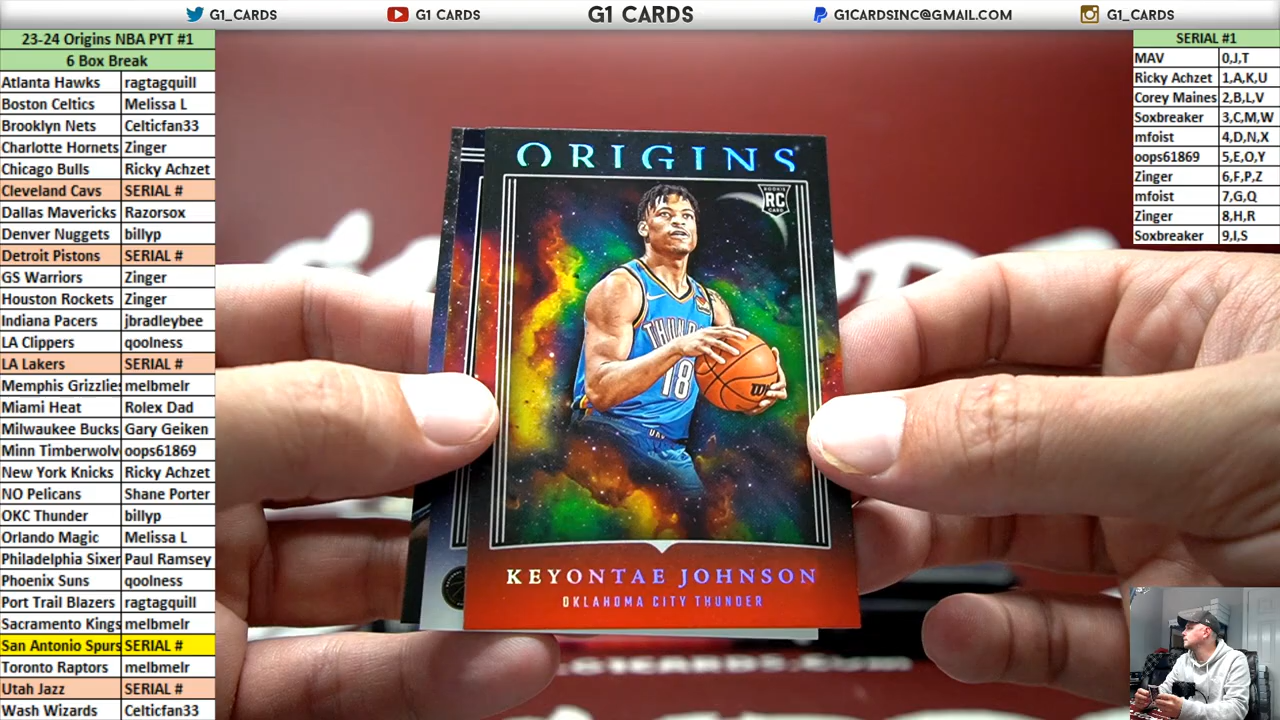 G1_CARDS
G1 CARDS
G1 CARDS
G1CARDSINC@GMAIL.COM
G1_CARDS
23-24 Origins NBA PYT #1
6 Box Break
Atlanta Hawks ragtagquill
Boston Celtics Melissa L
Brooklyn Nets Celticfan33
Charlotte Hornets Zinger
Chicago Bulls Ricky Achzet
Cleveland Cavs SERIAL #
Dallas Mavericks Razorsox
Denver Nuggets billyp
Detroit Pistons SERIAL #
GS Warriors Zinger
Houston Rockets Zinger
Indiana Pacers jbradleybee
LA Clippers qoolness
LA Lakers SERIAL #
Memphis Grizzlies melbmelr
Miami Heat Rolex Dad
Milwaukee Bucks Gary Geiken
Minn Timberwolv oops61869
New York Knicks Ricky Achzet
NO Pelicans Shane Porter
OKC Thunder billyp
Orlando Magic Melissa L
Philadelphia Sixer Paul Ramsey
Phoenix Suns qoolness
Port Trail Blazers ragtagquill
Sacramento Kings melbmelr
San Antonio Spurs SERIAL #
Toronto Raptors melbmelr
Utah Jazz SERIAL #
Wash Wizards Celticfan33
SERIAL #1
MAV 0,J,T
Ricky Achzet 1,A,K,U
Corey Maines 2,B,L,V
Soxbreaker 3,C,M,W
mfoist 4,D,N,X
oops61869 5,E,O,Y
Zinger 6,F,P,Z
mfoist 7,G,Q
Zinger 8,H,R
Soxbreaker 9,I,S
ORIGINS
ROOKIE
RC
CARD
THUN
18
KEYONTAE JOHNSON
OKLAHOMA CITY THUNDER